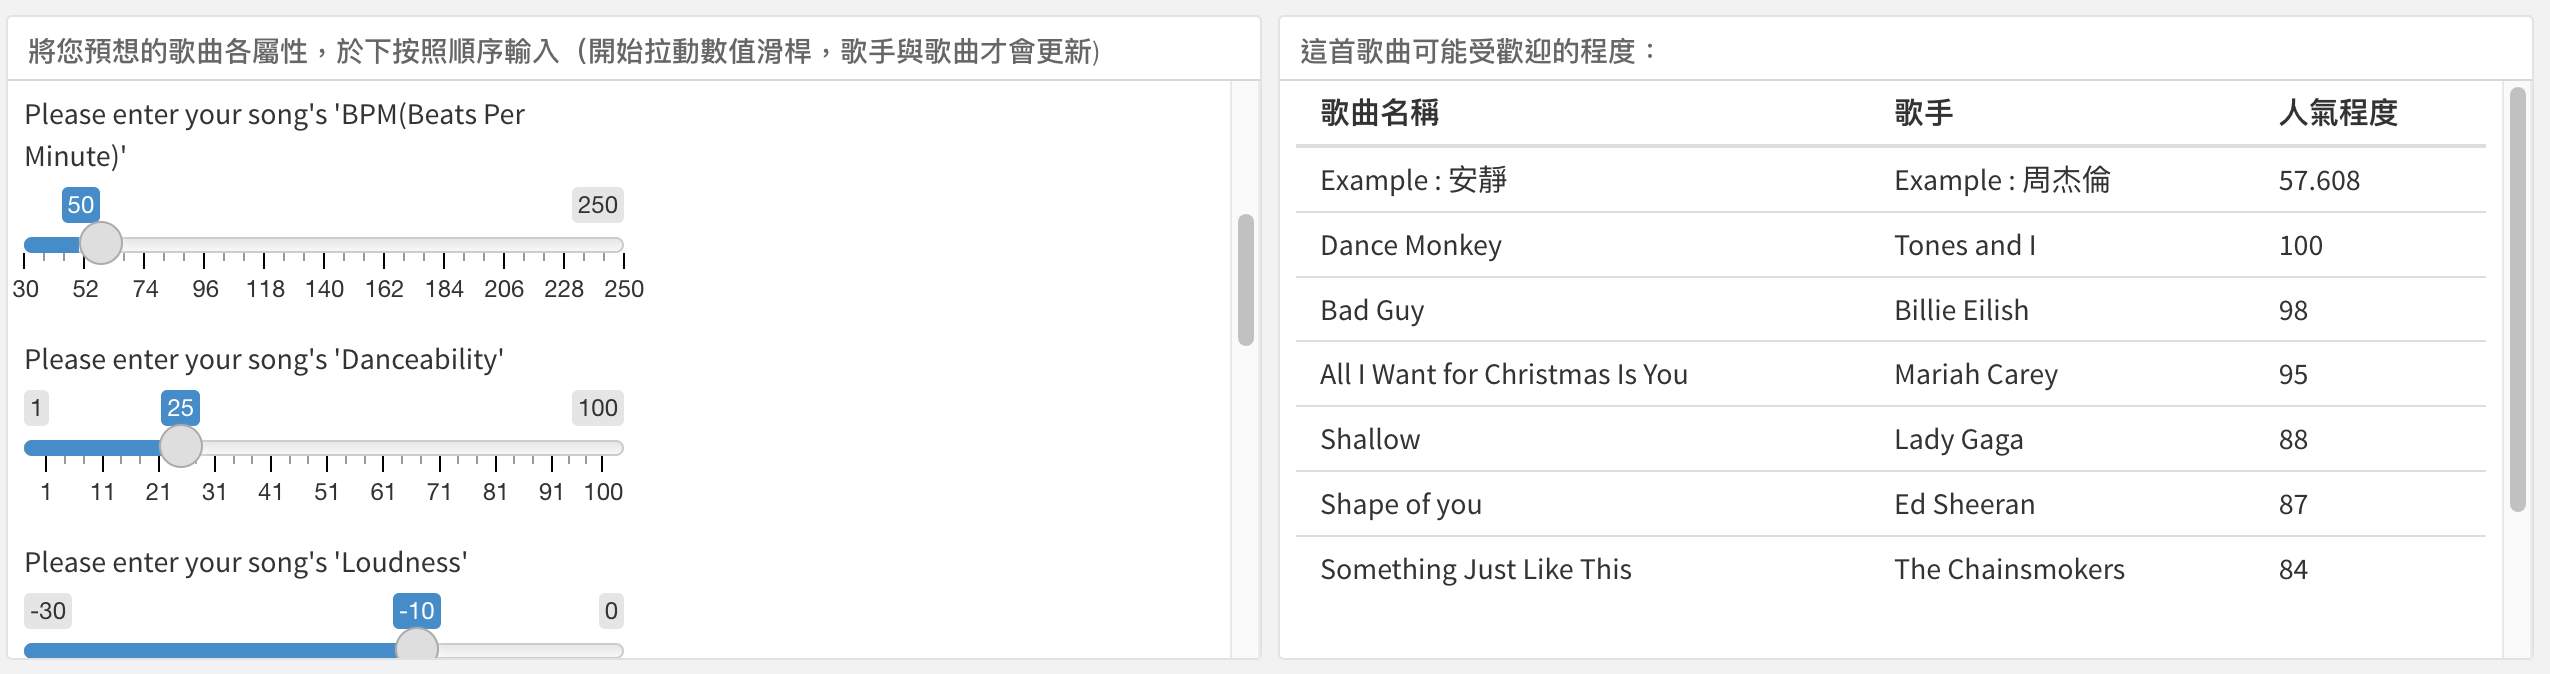 將您預想的歌曲各屬性，於下按照順序輸入（開始拉動數值滑桿，歌手與歌曲才會更新)
Please enter your song's 'BPM(Beats Per
Minute)'
50 250
30 52 74 96 118 140 162 184 206 228 250
Please enter your song's 'Danceability'
1 25 100
1 11 21 31 41 51 61 71 81 91 100
Please enter your song's 'Loudness'
-30 -10 0
這首歌曲可能受歡迎的程度：
歌曲名稱 歌手 人氣程度
Example : 安靜 Example : 周杰倫 57.608
Dance Monkey Tones and I 100
Bad Guy Billie Eilish 98
All I Want for Christmas Is You Mariah Carey 95
Shallow Lady Gaga 88
Shape of you Ed Sheeran 87
Something Just Like This The Chainsmokers 84